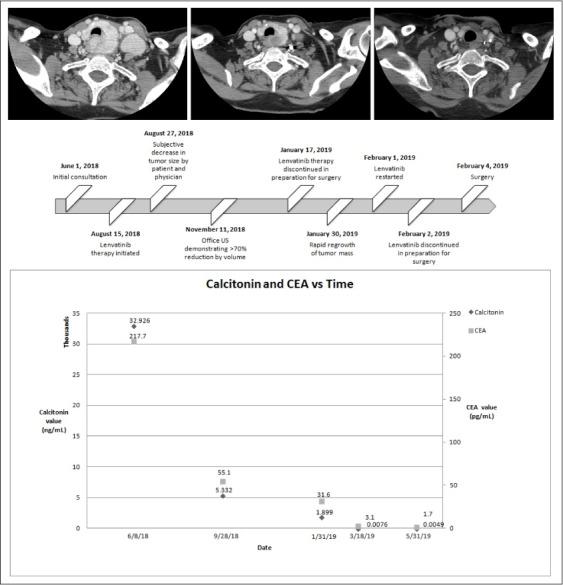 August 27, 2018
Subjective
decrease in
tumor size by
patient and
physician
January 17, 2019
Lenvatinib therapy
discontinued in
preparation for surgery
February 1, 2019
Lenvatinib
restarted
February 4, 2019
Surgery
June 1, 2018
Initial consultation
August 15, 2018
Lenvatinib
therapy initiated
November 11, 2018
Office US
demonstrating >70%
reduction by volume
January 30, 2019
Rapid regrowth
of tumor mass
February 2, 2019
Lenvatinib discontinued
in preparation for
surgery
Calcitonin and CEA vs Time
Thousands
35
30
25
20
15
10
5
0
Calcitonin
value
(ng/mL)
32.926
217.7
55.1
5.332
31.6
1.899
3.1
0.0076
1.7
0.0049
250
200
150
100
50
0
CEA value
(pg/mL)
Calcitonin
CEA
6/8/18
9/28/18
1/31/19
3/18/19
5/31/19
Date